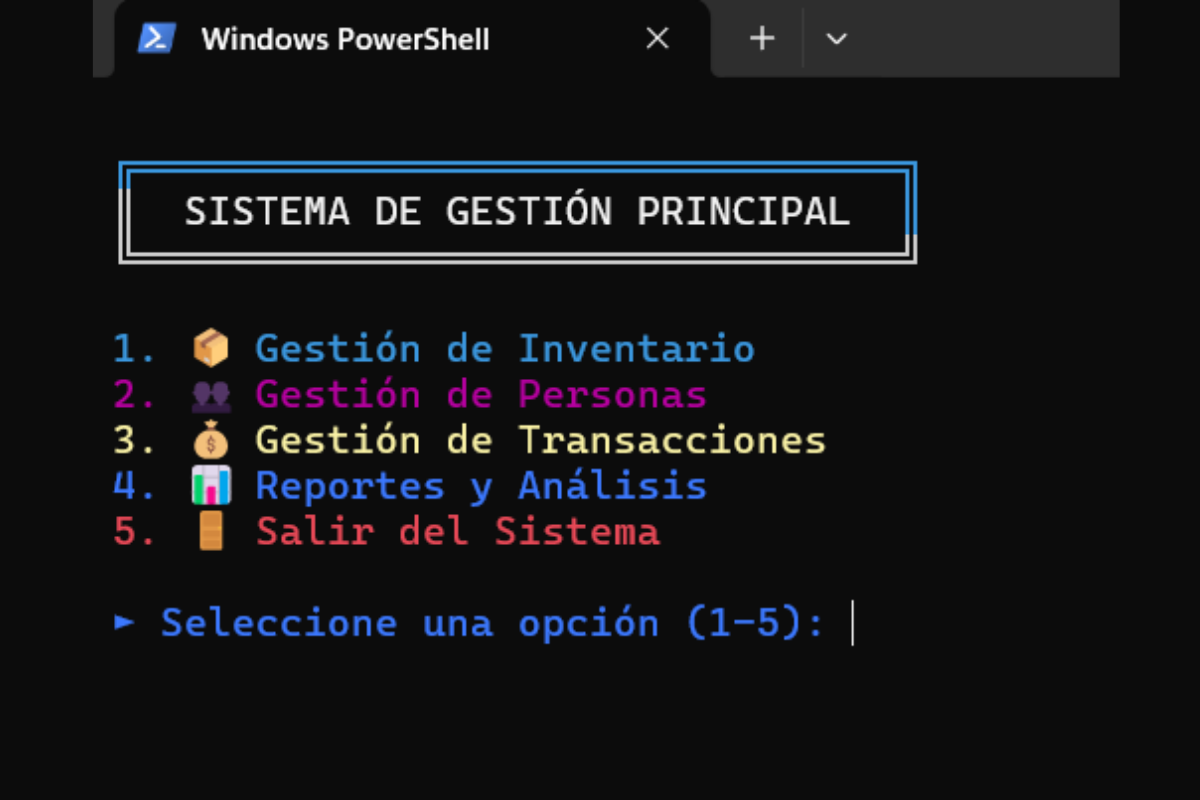 Windows PowerShell
SISTEMA DE GESTIÓN PRINCIPAL
1. 📦 Gestión de Inventario
2. 👥 Gestión de Personas
3. 💰 Gestión de Transacciones
4. 📊 Reportes y Análisis
5. 🚪 Salir del Sistema
► Seleccione una opción (1-5):